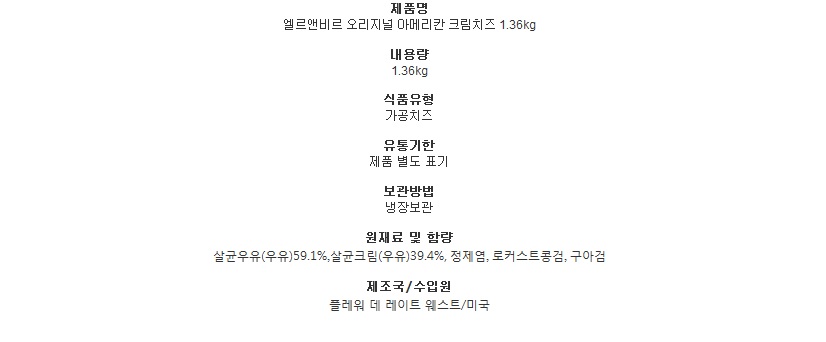 제품명
엘르앤비르 오리지널 아메리칸 크림치즈 1.36kg
내용량
1.36kg
식품유형
가공치즈
유통기한
제품 별도 표기
보관방법
냉장보관
원재료 및 함량
살균우유(우유)59.1%,살균크림(우유)39.4%, 정제염, 로커스트콩검, 구아검
제조국/수입원
플레워 데 레이트 웨스트/미국